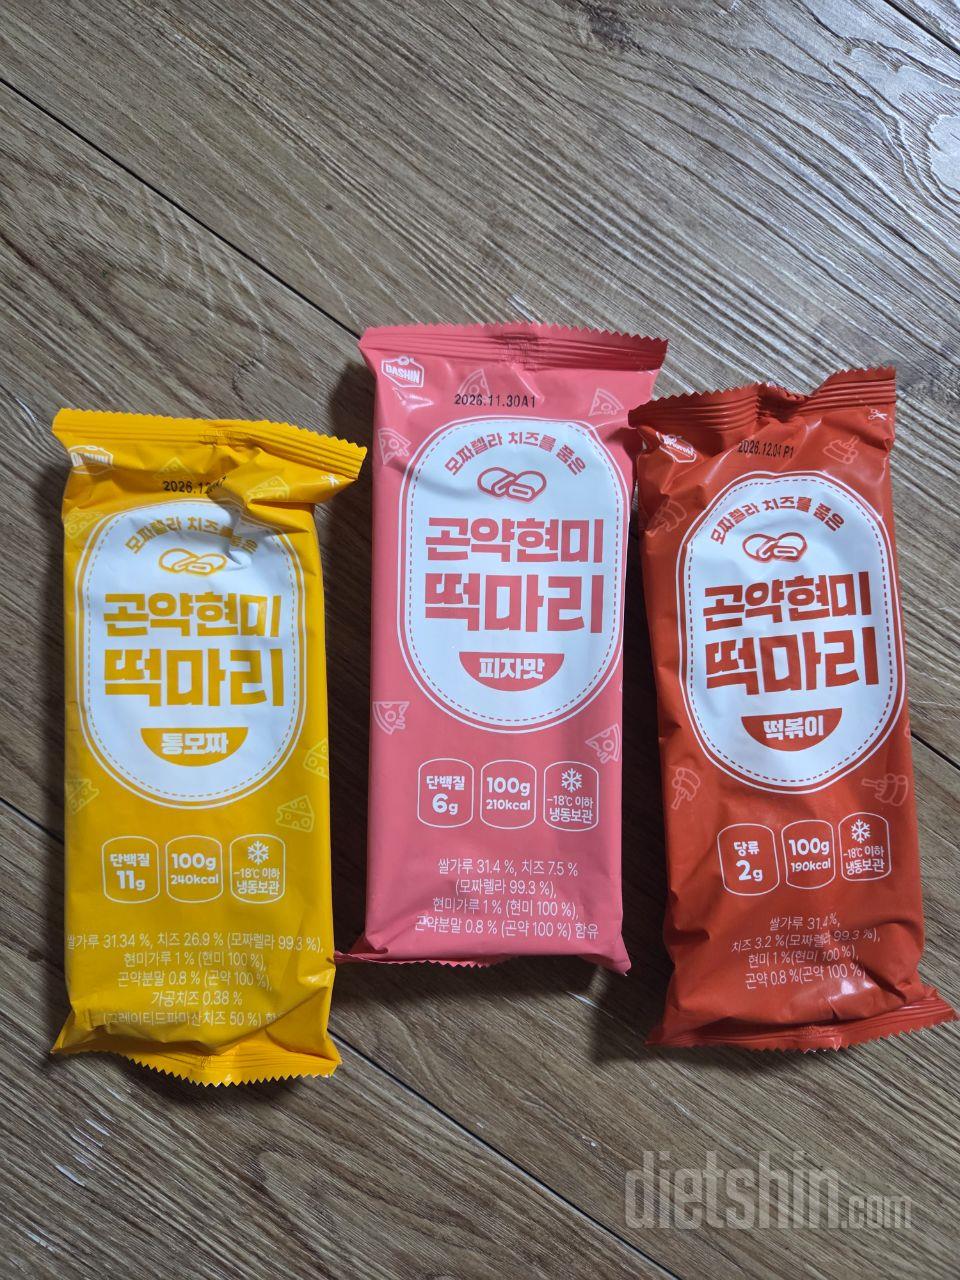 DASHIN
모짜렐라 치즈를 품은
곤약현미
떡마리
통모짜
단백질
11g
100g
240kcal
-18℃ 이하
냉동보관
쌀가루 31.34 %, 치즈 26.9 % (모짜렐라 99.3 %),
현미가루 1 % (현미 100 %),
곤약분말 0.8 % (곤약 100 %),
가공치즈 0.38 %
DASHIN
2026.11.30A1
모짜렐라 치즈를 품은
곤약현미
떡마리
피자맛
단백질
6g
100g
210kcal
-18℃ 이하
냉동보관
쌀가루 31.4 %, 치즈 7.5 %
(모짜렐라 99.3 %),
현미가루 1 % (현미 100 %),
곤약분말 0.8 % (곤약 100 %) 함유
DASHIN
2026.12.04 P1
모짜렐라 치즈를 품은
곤약현미
떡마리
떡볶이
당류
2g
100g
190kcal
-18℃ 이하
냉동보관
쌀가루 31.4%,
치즈 3.2 % (모짜렐라 99.3 %),
현미 1 % (현미 100 %),
곤약 0.8 % (곤약 100 %)
dietshin.com